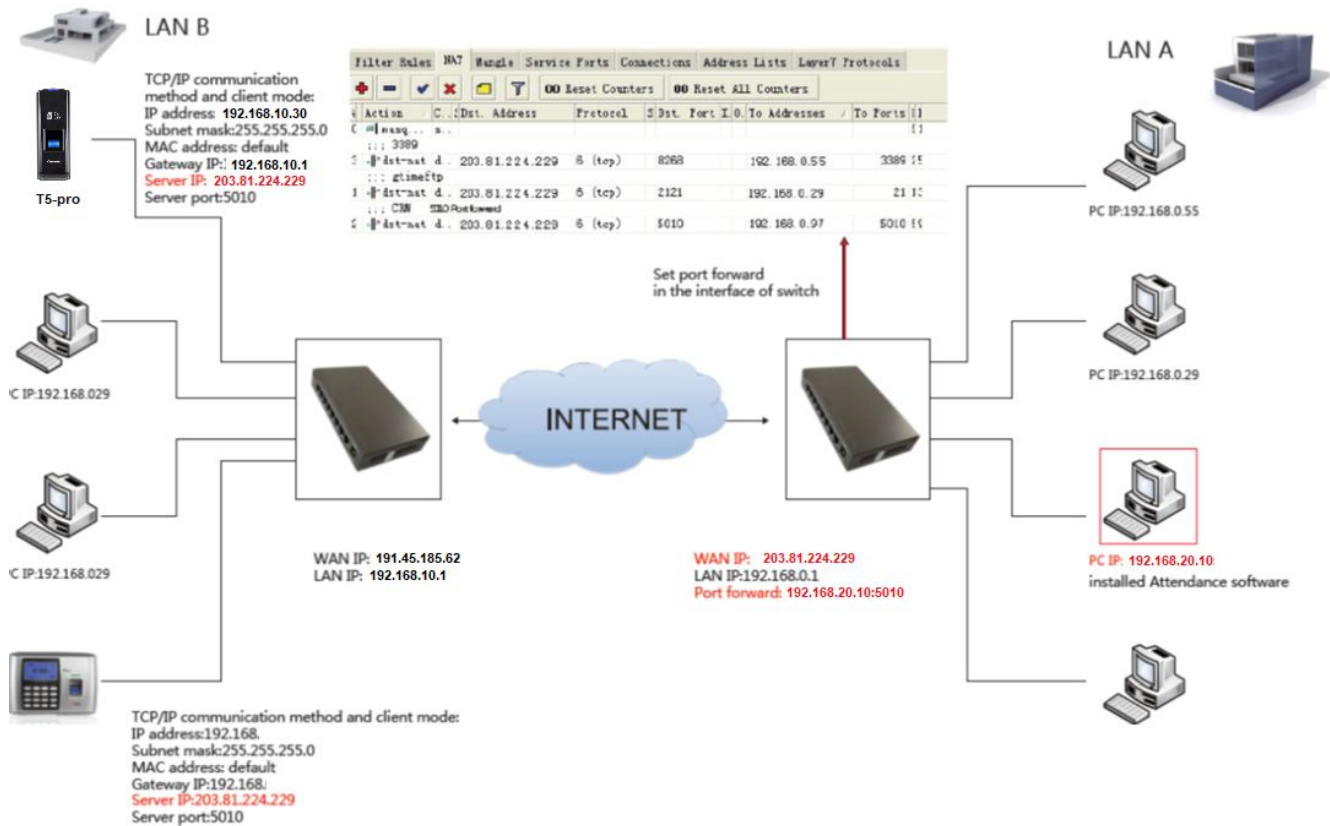 LAN B
LAN A
TCP/IP communication
method and client mode:
IP address: 192.168.10.30
Subnet mask:255.255.255.0
MAC address: default
Gateway IP: 192.168.10.1
Server IP: 203.81.224.229
Server port:5010
T5-pro
Filter Rules NAT Mangle Service Ports Connections Address Lists Layer7 Protocols
00 Reset Counters 00 Reset All Counters
Action C.. Dst. Address Protocol Dst. Port To Addresses To Ports
masq...
;;; 3389
dst-nat d.. 203.81.224.229 6 (tcp) 8268 192.168.0.55 3389
;;; gtimeftp
dst-nat d.. 203.81.224.229 6 (tcp) 2121 192.168.0.29 21
dst-nat d.. 203.81.224.229 6 (tcp) 5010 192.168.0.97 5010
Set port forward
in the interface of switch
PC IP:192.168.0.55
PC IP:192.168.0.29
PC IP:192.168.029
INTERNET
PC IP: 192.168.20.10
installed Attendance software
PC IP:192.168.029
WAN IP: 191.45.185.62
LAN IP: 192.168.10.1
WAN IP: 203.81.224.229
LAN IP:192.168.0.1
Port forward: 192.168.20.10:5010
TCP/IP communication method and client mode:
IP address:192.168.
Subnet mask:255.255.255.0
MAC address: default
Gateway IP:192.168.
Server IP:203.81.224.229
Server port:5010